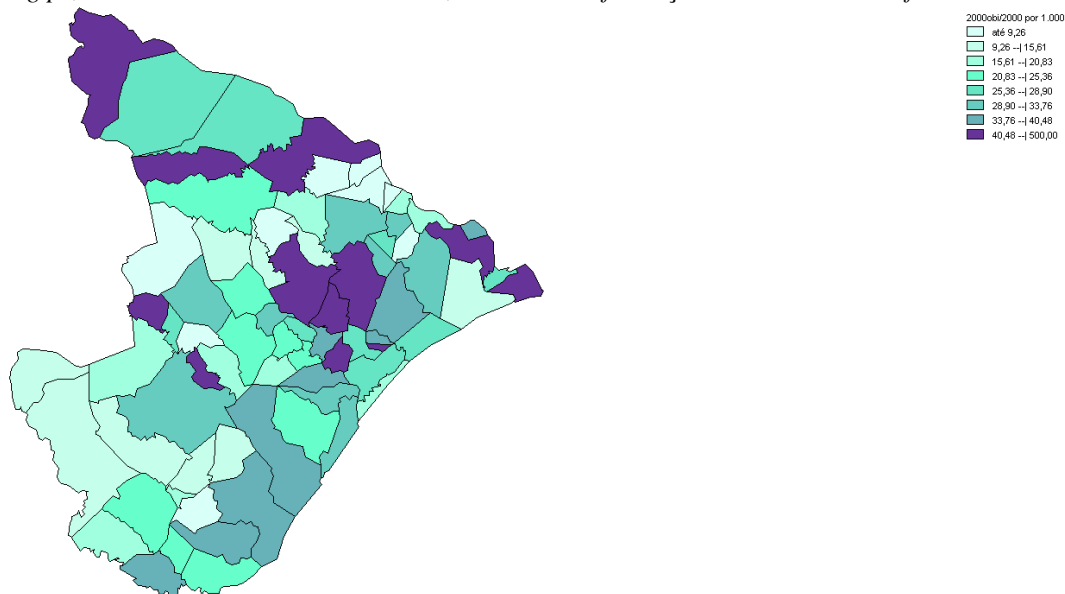 2000obi/2000 por 1.000
até 9,26
9,26 --| 15,61
15,61 --| 20,83
20,83 --| 25,36
25,36 --| 28,90
28,90 --| 33,76
33,76 --| 40,48
40,48 --| 500,00